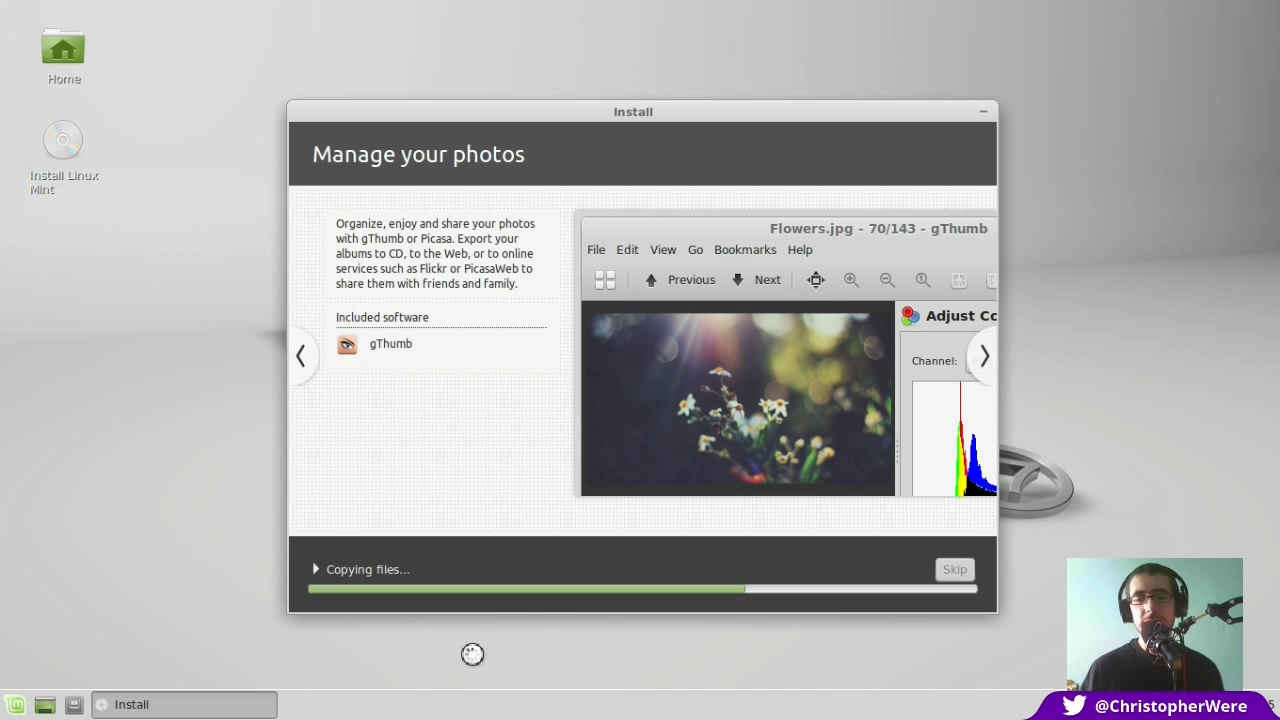 Home
Install Linux
Mint
Install
Manage your photos
Organize, enjoy and share your photos
with gThumb or Picasa. Export your
albums to CD, to the Web, or to online
services such as Flickr or PicasaWeb to
share them with friends and family.
Included software
gThumb
Flowers.jpg - 70/143 - gThumb
File Edit View Go Bookmarks Help
Previous Next
Adjust Co
Channel:
Copying files...
Skip
Install
@ChristopherWere